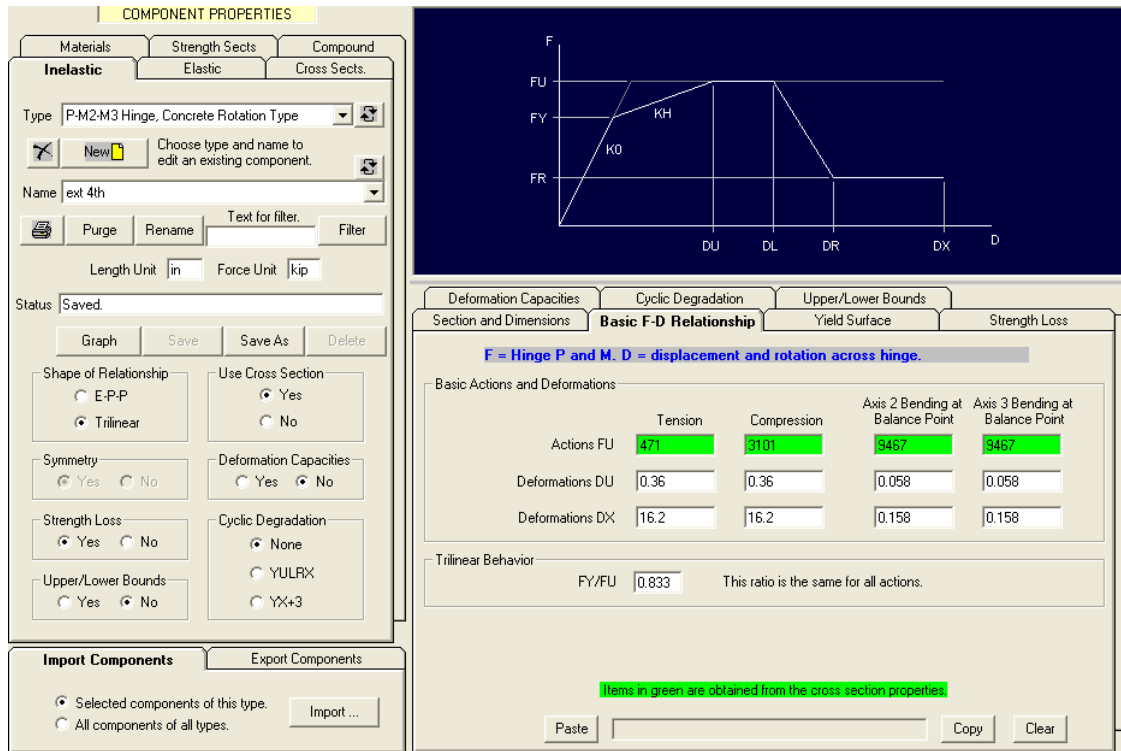 COMPONENT PROPERTIES
Materials Strength Sects Compound
Inelastic Elastic Cross Sects.
Type P-M2-M3 Hinge, Concrete Rotation Type
New Choose type and name to
edit an existing component.
Name ext 4th
Text for filter.
Purge Rename Filter
Length Unit in Force Unit kip
Status Saved.
Graph Save Save As Delete
Shape of Relationship Use Cross Section
E-P-P Yes
Trilinear No
Symmetry Deformation Capacities
Yes No Yes No
Strength Loss Cyclic Degradation
Yes No None
YULRX
Upper/Lower Bounds
Yes No YX+3
Import Components Export Components
Selected components of this type.
All components of all types.
Import ...
F
FU
FY
KH
K0
FR
DU DL DR DX D
Deformation Capacities Cyclic Degradation Upper/Lower Bounds
Section and Dimensions Basic F-D Relationship Yield Surface Strength Loss
F = Hinge P and M. D = displacement and rotation across hinge.
Basic Actions and Deformations
Axis 2 Bending at Axis 3 Bending at
Tension Compression Balance Point Balance Point
Actions FU 471 3101 9467 9467
Deformations DU 0.36 0.36 0.058 0.058
Deformations DX 16.2 16.2 0.158 0.158
Trilinear Behavior
FY/FU 0.833 This ratio is the same for all actions.
Items in green are obtained from the cross section properties.
Paste Copy Clear